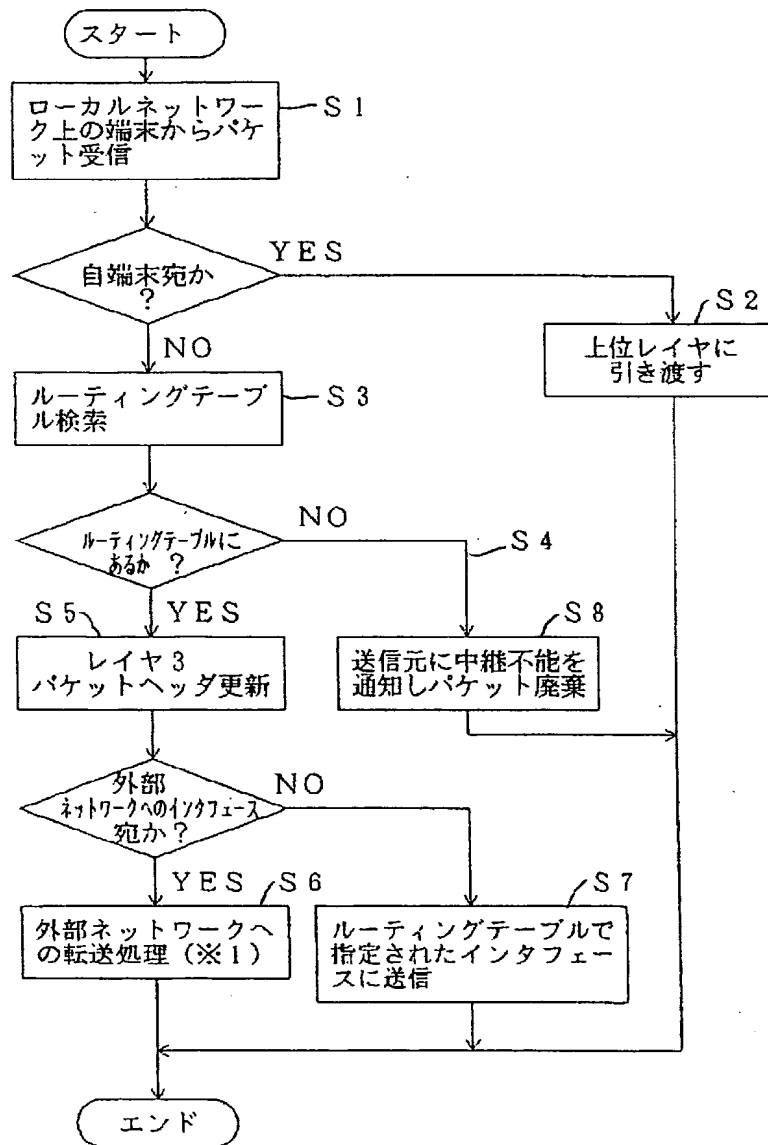 スタート
ローカルネットワー
ク上の端末からパケ
ット受信
S1
自端末宛か
?
YES
NO
S2
上位レイヤに
引き渡す
ルーティングテーブ
ル検索
S3
ルーティングテーブルに
あるか ?
NO
S4
YES
S5
レイヤ3
パケットヘッダ更新
S8
送信元に中継不能を
通知しパケット廃棄
外部
ネットワークへのインタフェース
宛か?
NO
YES
S6
外部ネットワークへ
の転送処理(※1)
S7
ルーティングテーブルで
指定されたインタフェー
スに送信
エンド